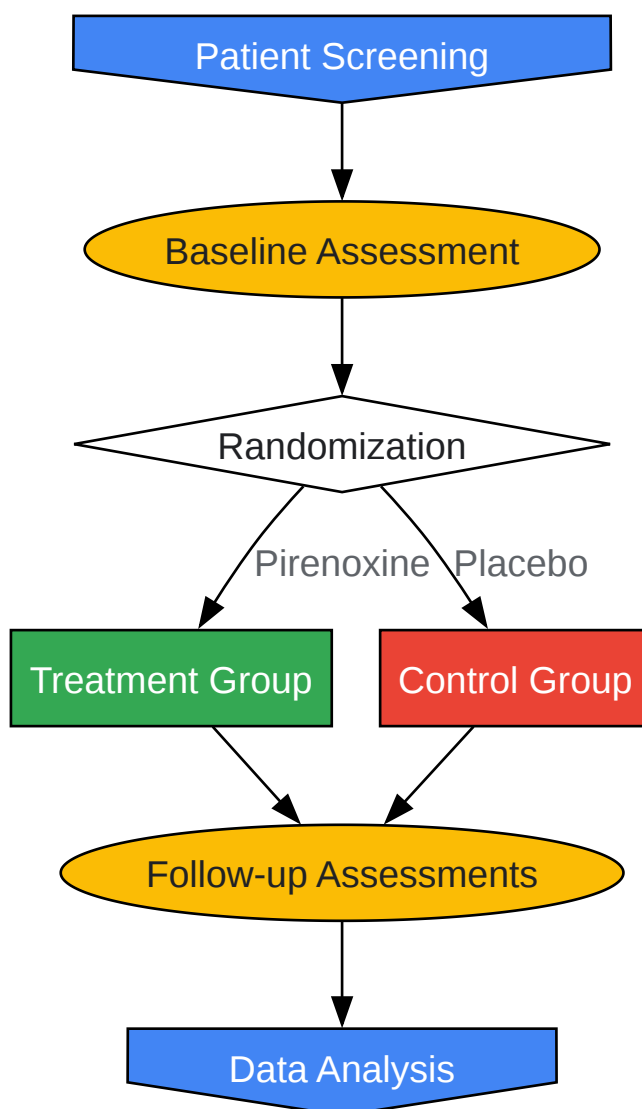 Patient Screening
Baseline Assessment
Randomization
Pirenoxine
Placebo
Treatment Group
Control Group
Follow-up Assessments
Data Analysis